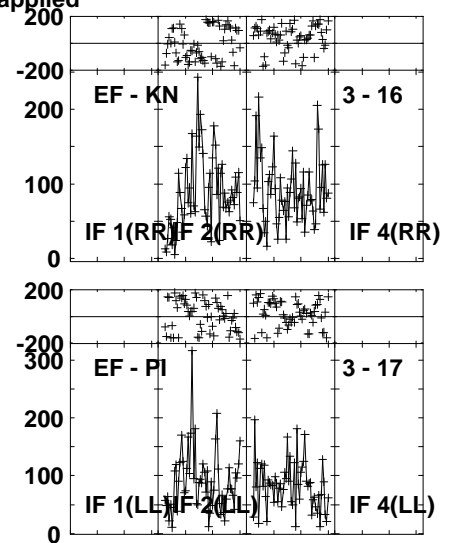 applied
200
-200
EF - KN 3 - 16
200
100
IF 1(RR) IF 2(RR) IF 4(RR)
0
200
-200
300
EF - PI 3 - 17
200
100
IF 1(LL) IF 2(LL) IF 4(LL)
0